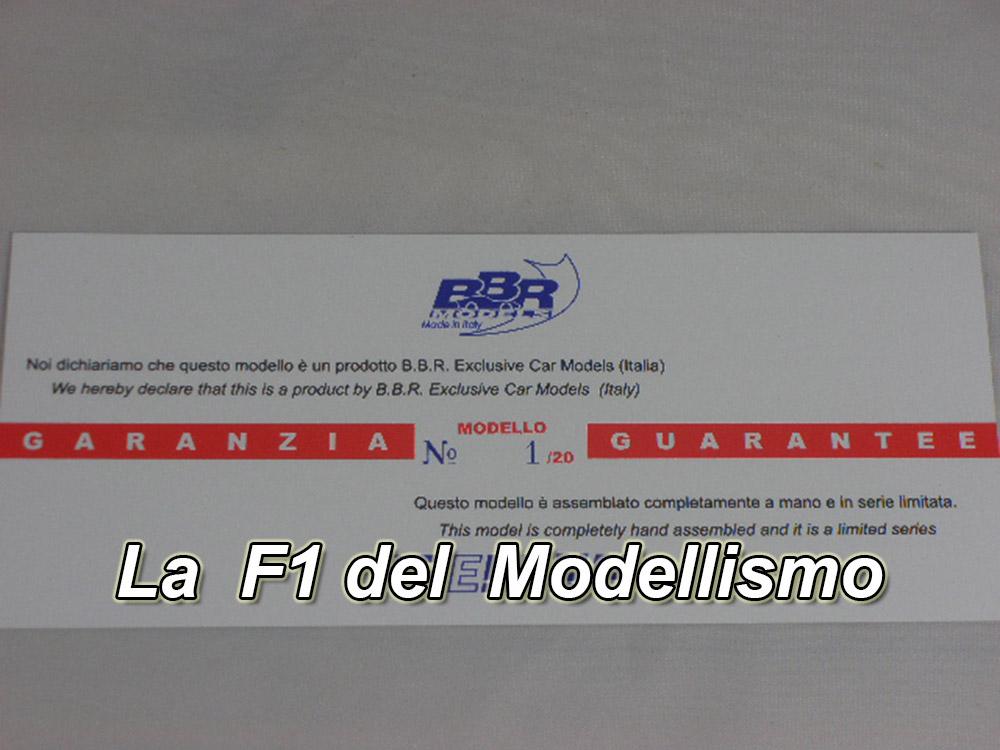 BBR
MODELS
Made in Italy
Noi dichiariamo che questo modello è un prodotto B.B.R. Exclusive Car Models (Italia)
We hereby declare that this is a product by B.B.R. Exclusive Car Models (Italy)
GARANZIA
MODELLO
No 1 /20
GUARANTEE
Questo modello è assemblato completamente a mano e in serie limitata.
This model is completely hand assembled and it is a limited series
La F1 del Modellismo